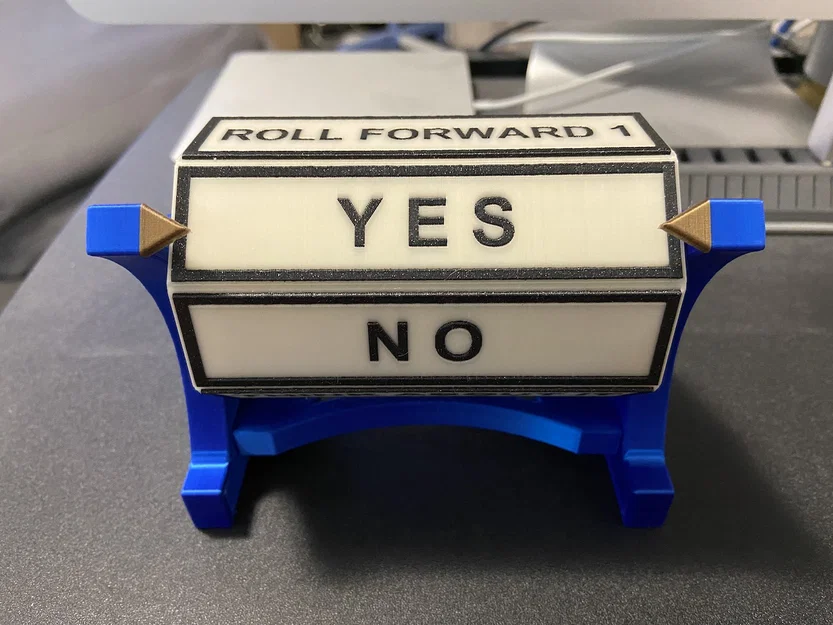 ROLL FORWARD 1
YES
NO